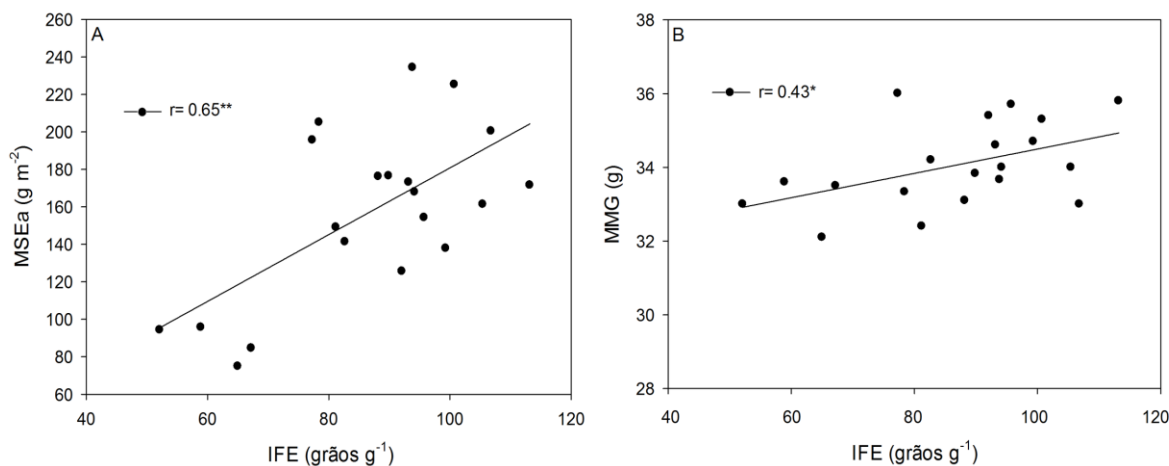 A
r= 0.65**
MSEa (g m⁻²)
260
240
220
200
180
160
140
120
100
80
60
40 60 80 100 120
IFE (grãos g⁻¹)
B
r= 0.43*
MMG (g)
38
36
34
32
30
28
40 60 80 100 120
IFE (grãos g⁻¹)